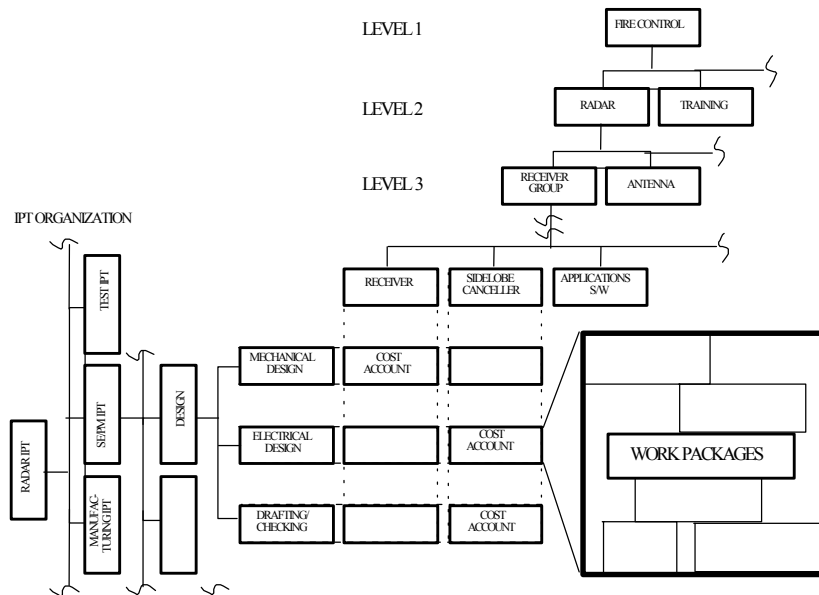 LEVEL 1
FIRE CONTROL
LEVEL 2
RADAR
TRAINING
LEVEL 3
RECEIVER
GROUP
ANTENNA
IPT ORGANIZATION
RECEIVER
SIDELOBE
CANCELLER
APPLICATIONS
S/W
TEST IPT
MECHANICAL
DESIGN
COST
ACCOUNT
RADAR IPT
SE/PM IPT
DESIGN
ELECTRICAL
DESIGN
COST
ACCOUNT
WORK PACKAGES
MANUFAC-
TURING IPT
DRAFTING/
CHECKING
COST
ACCOUNT